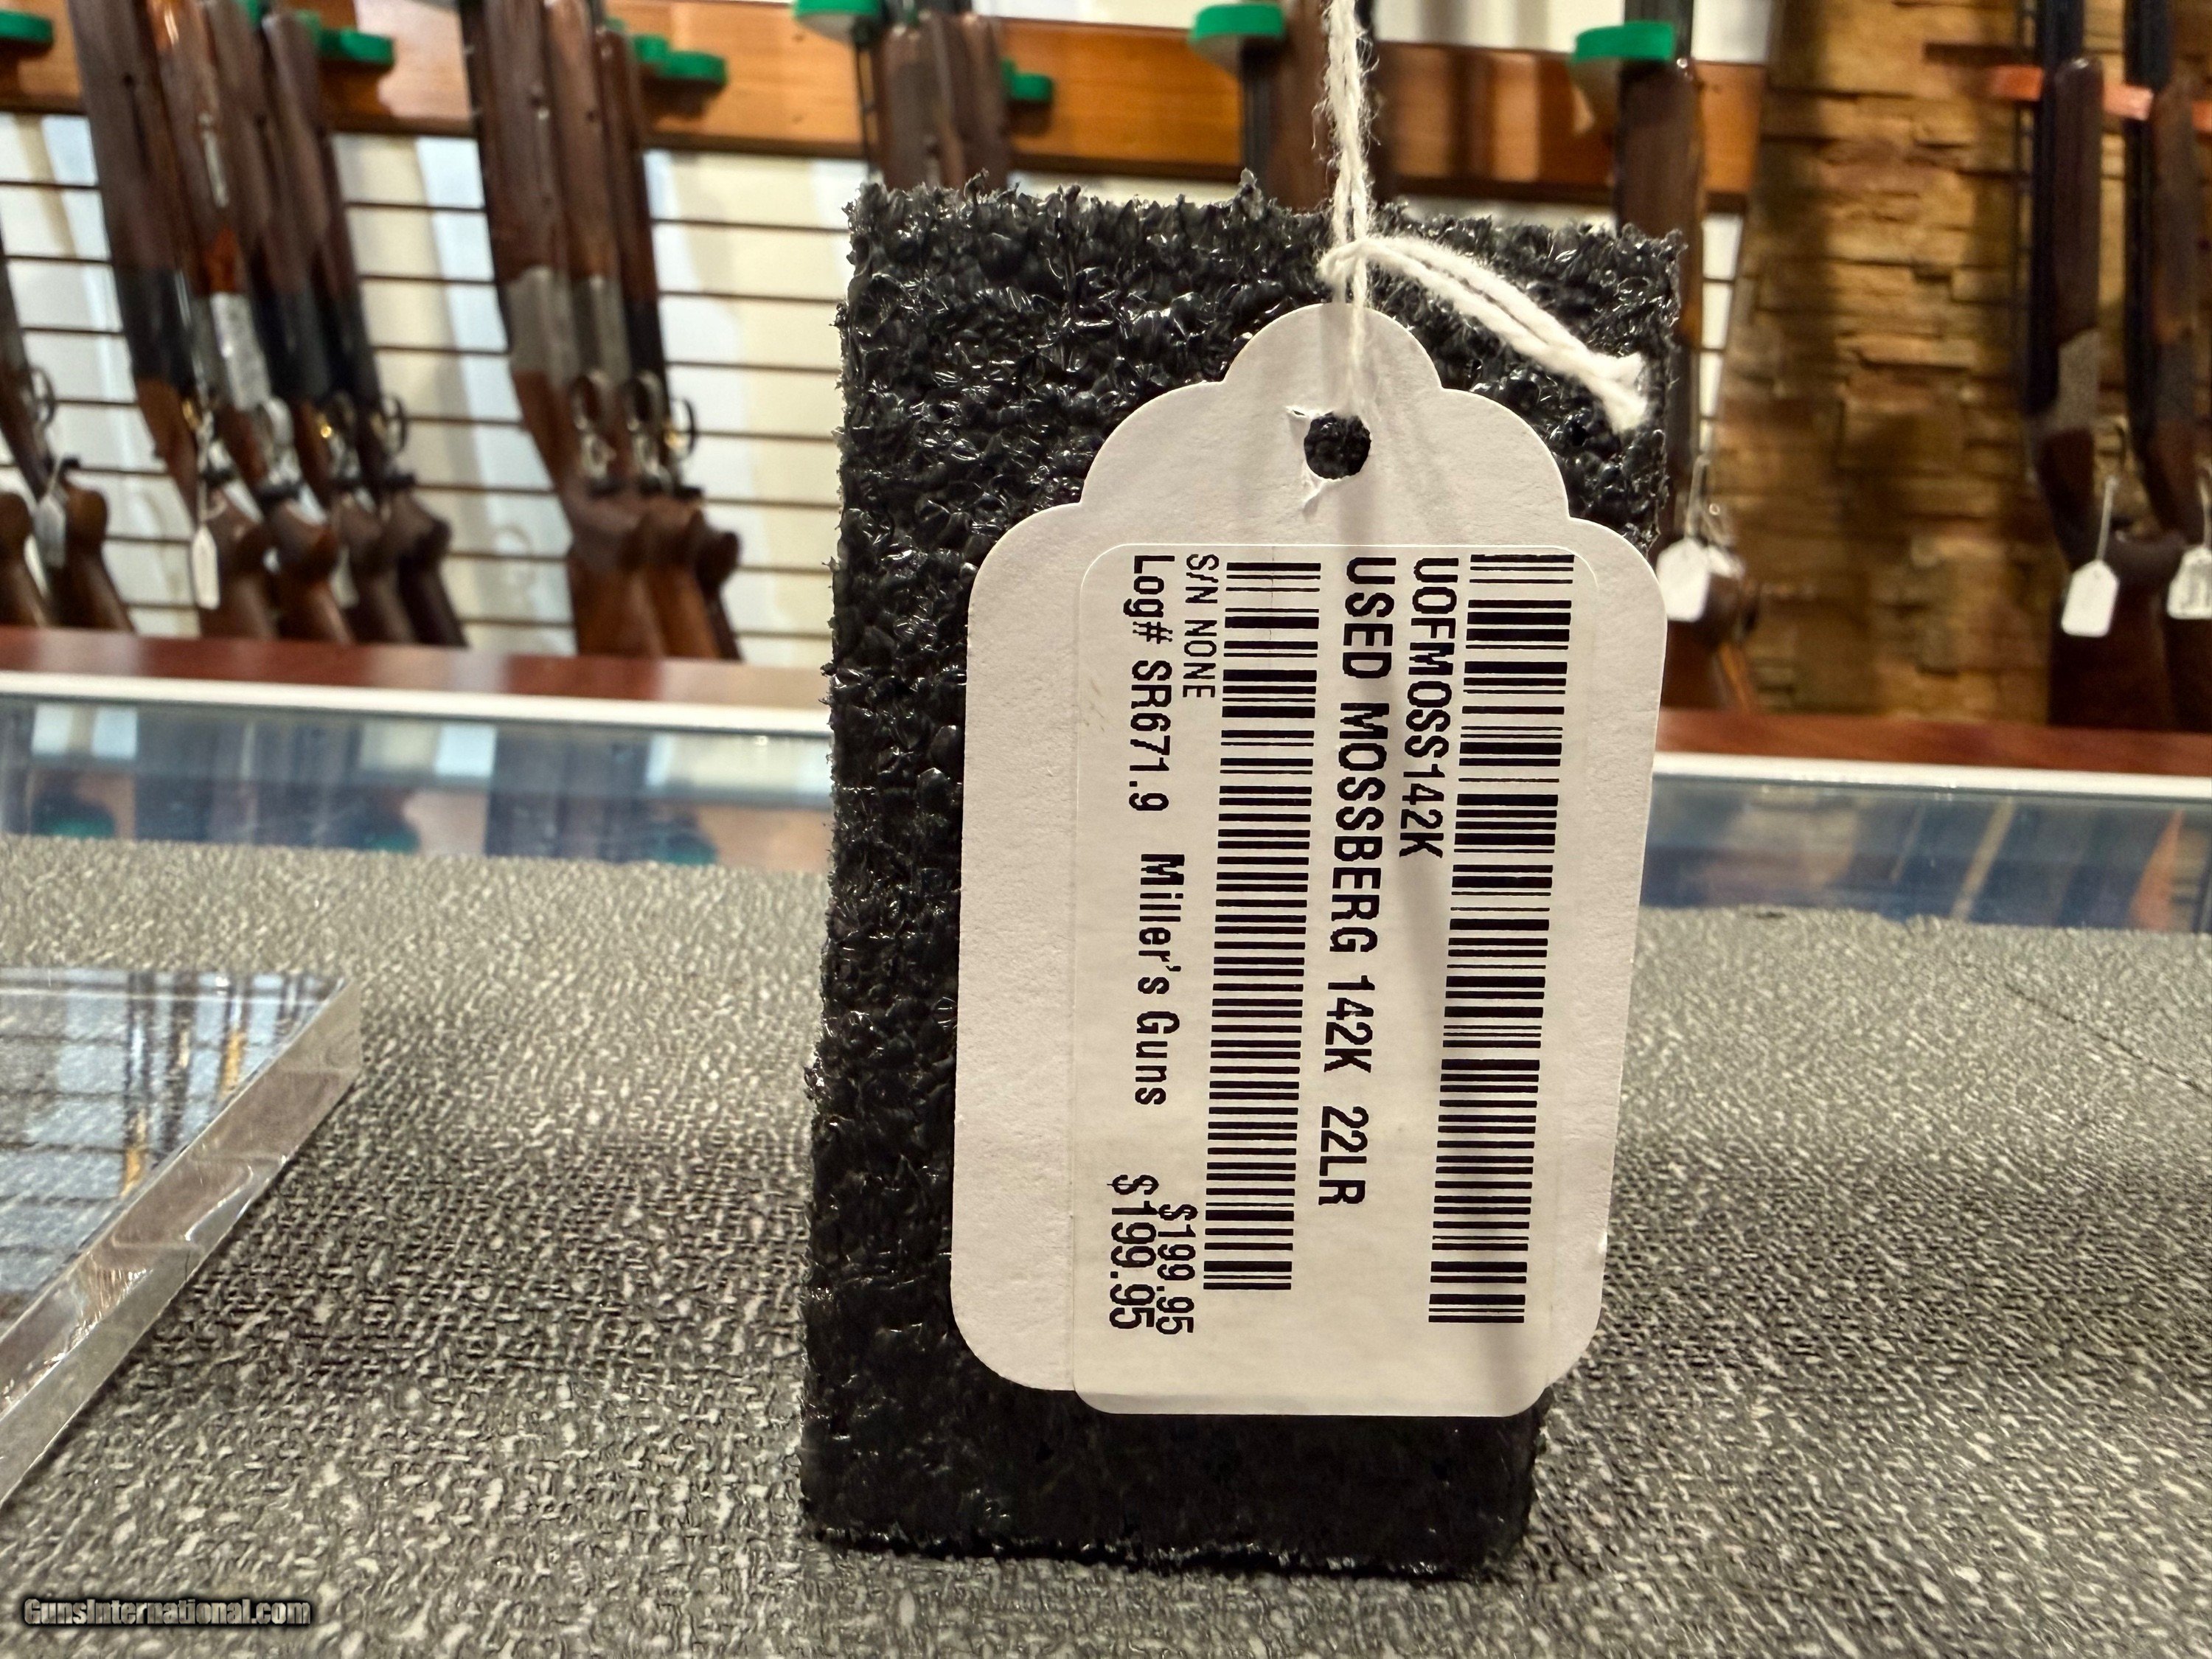 UOFMOSS142K
USED MOSSBERG 142K 22LR
S/N NONE $199.95
Log# SR671.9 Miller's Guns $199.95
GunsInternational.com